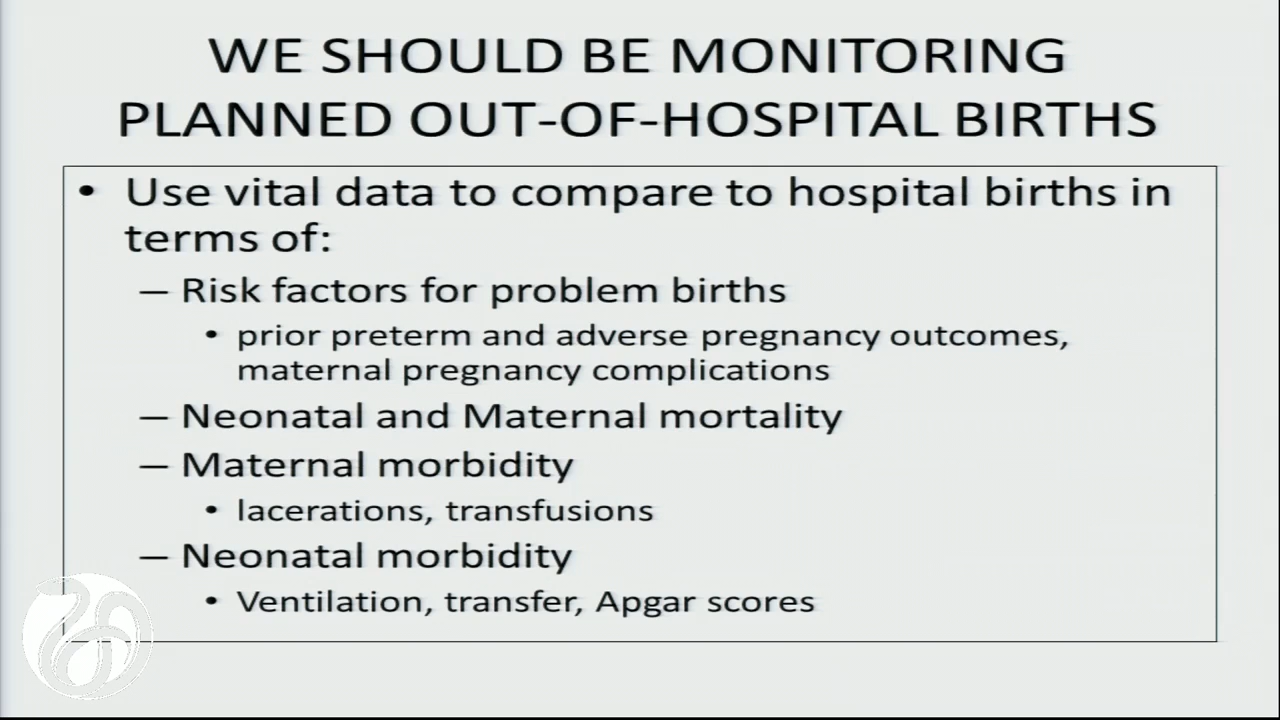 WE SHOULD BE MONITORING
PLANNED OUT-OF-HOSPITAL BIRTHS
• Use vital data to compare to hospital births in
terms of:
– Risk factors for problem births
• prior preterm and adverse pregnancy outcomes,
maternal pregnancy complications
– Neonatal and Maternal mortality
– Maternal morbidity
• lacerations, transfusions
– Neonatal morbidity
• Ventilation, transfer, Apgar scores